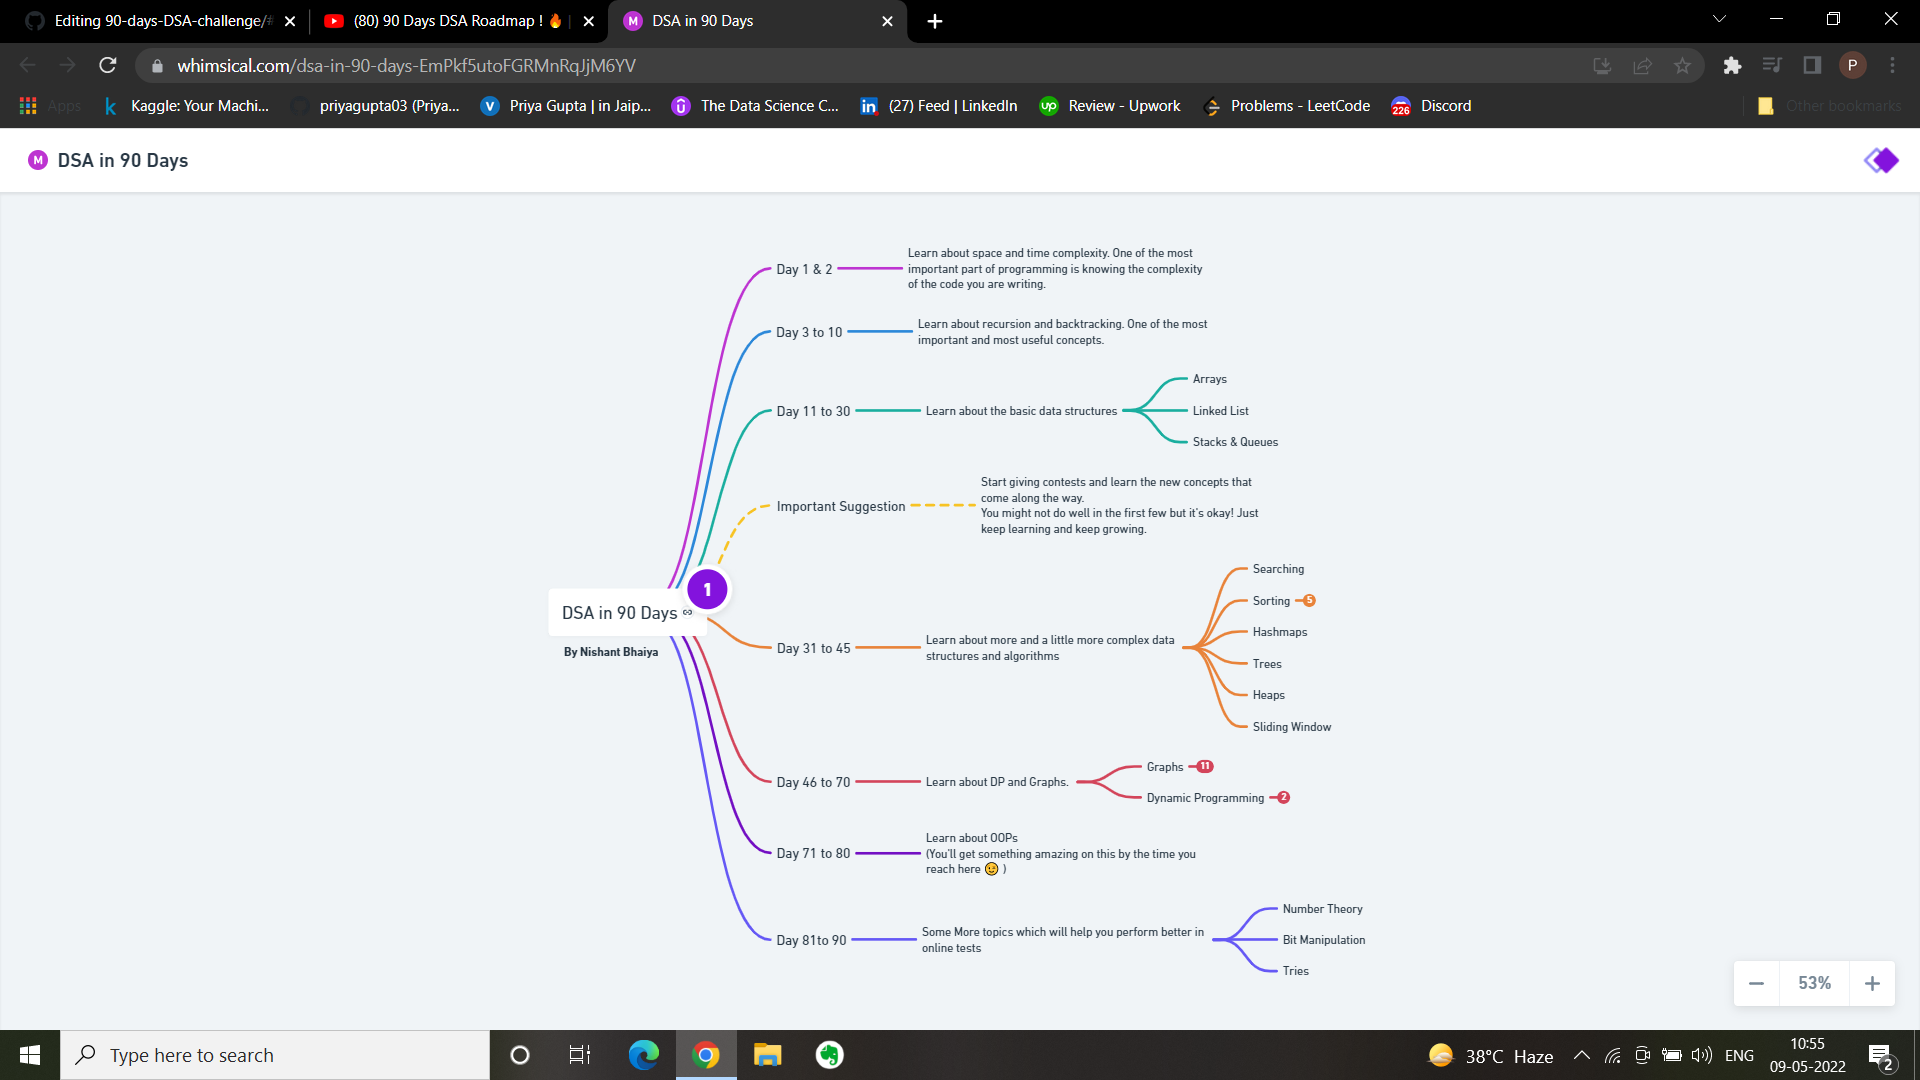 Editing 90-days-DSA-challenge/#
(80) 90 Days DSA Roadmap ! 🔥 |
M DSA in 90 Days
whimsical.com/dsa-in-90-days-EmPkf5utoFGRMnRqJjM6YV
P
Apps
k Kaggle: Your Machi...
priyagupta03 (Priya...
V Priya Gupta | in Jaip...
The Data Science C...
in (27) Feed | LinkedIn
up Review - Upwork
Problems - LeetCode
226 Discord
Other bookmarks
M DSA in 90 Days
Day 1 & 2
Learn about space and time complexity. One of the most
important part of programming is knowing the complexity
of the code you are writing.
Day 3 to 10
Learn about recursion and backtracking. One of the most
important and most useful concepts.
Day 11 to 30
Learn about the basic data structures
Arrays
Linked List
Stacks & Queues
Important Suggestion
Start giving contests and learn the new concepts that
come along the way.
You might not do well in the first few but it's okay! Just
keep learning and keep growing.
1
DSA in 90 Days
By Nishant Bhaiya
Day 31 to 45
Learn about more and a little more complex data
structures and algorithms
Searching
Sorting 5
Hashmaps
Trees
Heaps
Sliding Window
Day 46 to 70
Learn about DP and Graphs.
Graphs 11
Dynamic Programming 2
Day 71 to 80
Learn about OOPs
(You'll get something amazing on this by the time you
reach here 😉 )
Day 81to 90
Some More topics which will help you perform better in
online tests
Number Theory
Bit Manipulation
Tries
53%
Type here to search
38°C Haze
ENG
10:55
09-05-2022
2